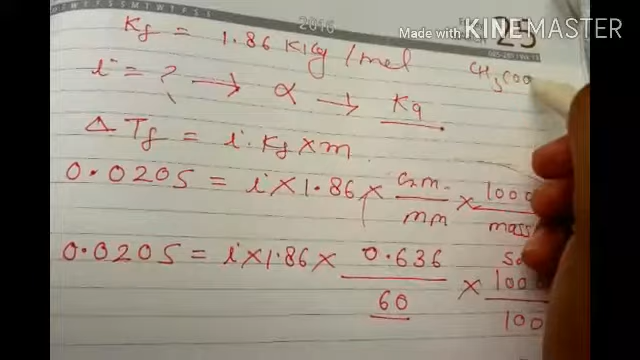 2016
25
Made with KINEMASTER
Kf = 1.86 K Kg / mol
CH3COO
i = ? → α → Ka
ΔTf = i · Kf × m.
0.0205 = i × 1.86 × Gm. / mm × 1000 / mass
0.0205 = i × 1.86 × 0.636 / 60 × 1000 / 100